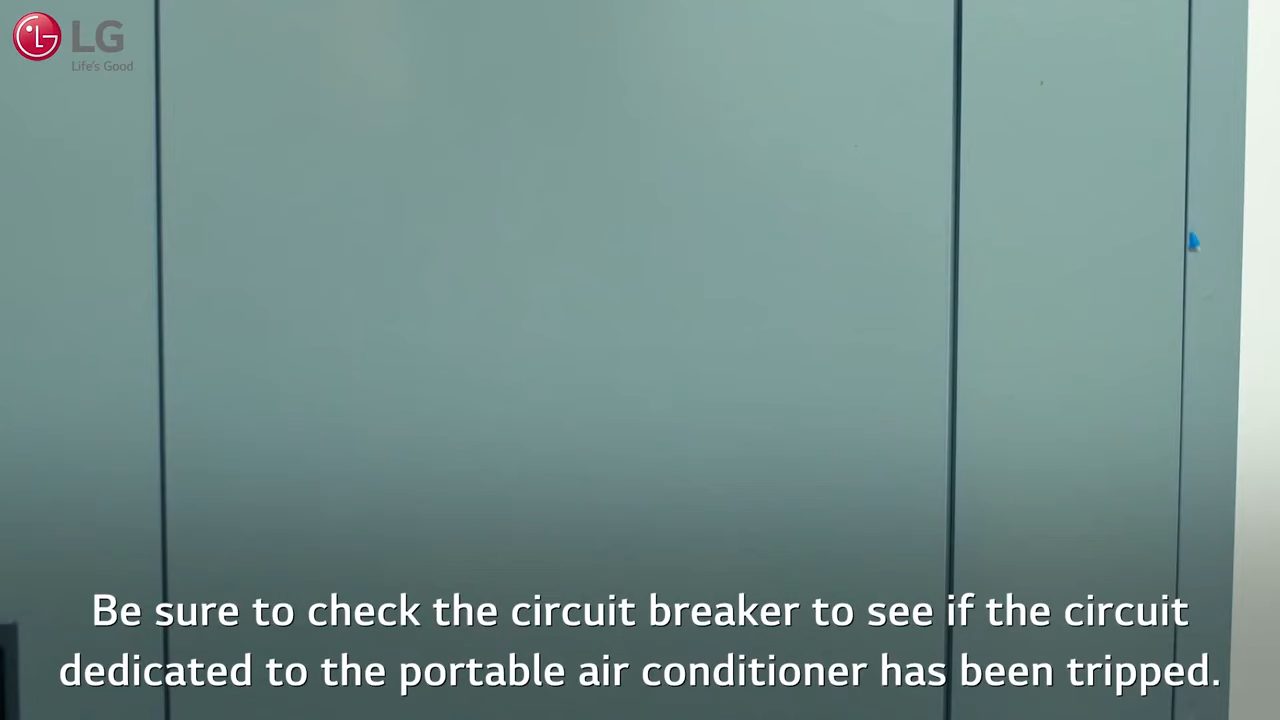 LG
Life's Good
Be sure to check the circuit breaker to see if the circuit
dedicated to the portable air conditioner has been tripped.